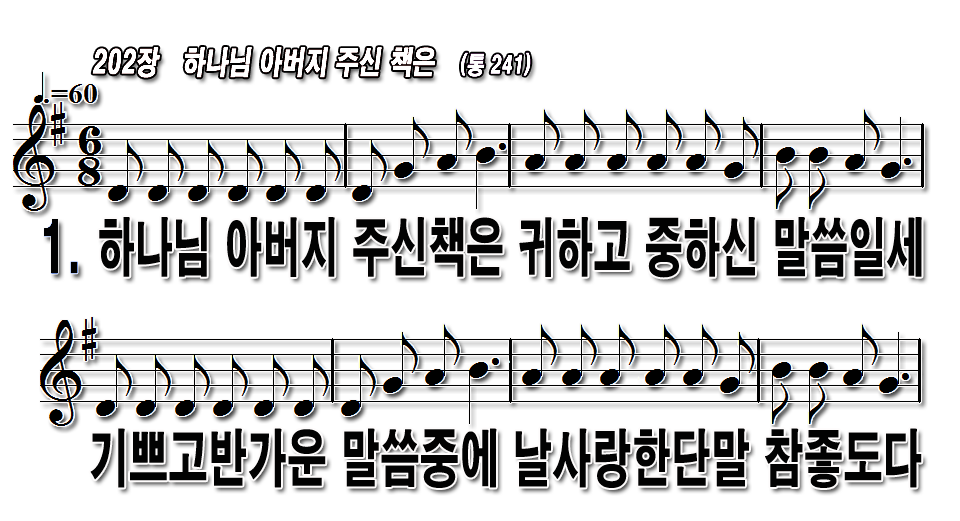 202장 하나님 아버지 주신 책은 (통 241)
♩.=60
6
8
1. 하나님 아버지 주신책은 귀하고 중하신 말씀일세
기쁘고반가운 말씀중에 날사랑한단말 참좋도다